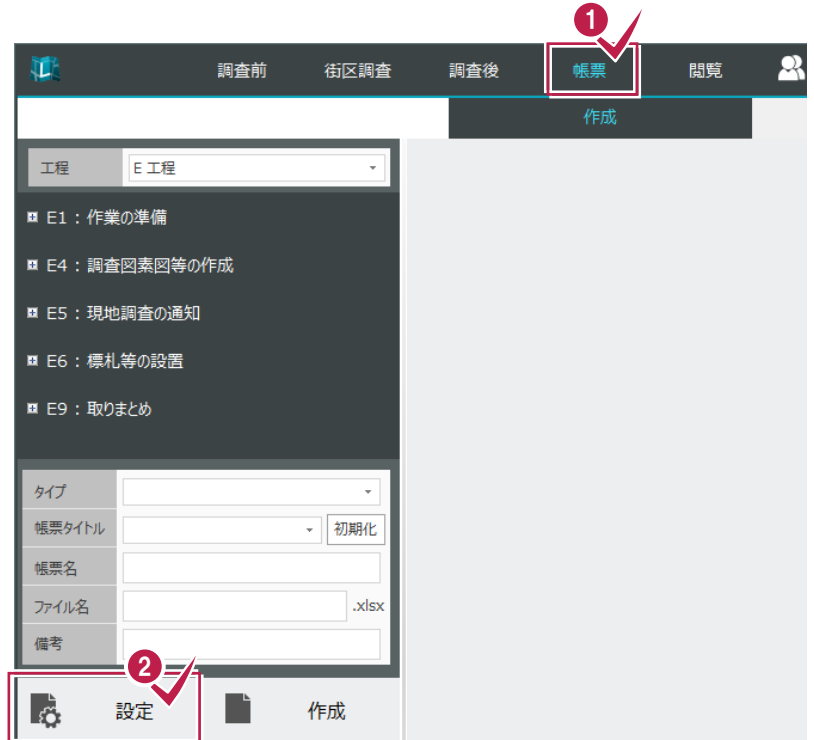 1
L
調査前 街区調査 調査後 帳票 閲覧
作成
工程 E 工程
E1：作業の準備
E4：調査図素図等の作成
E5：現地調査の通知
E6：標札等の設置
E9：取りまとめ
タイプ
帳票タイトル 初期化
帳票名
ファイル名 .xlsx
備考
2
設定 作成